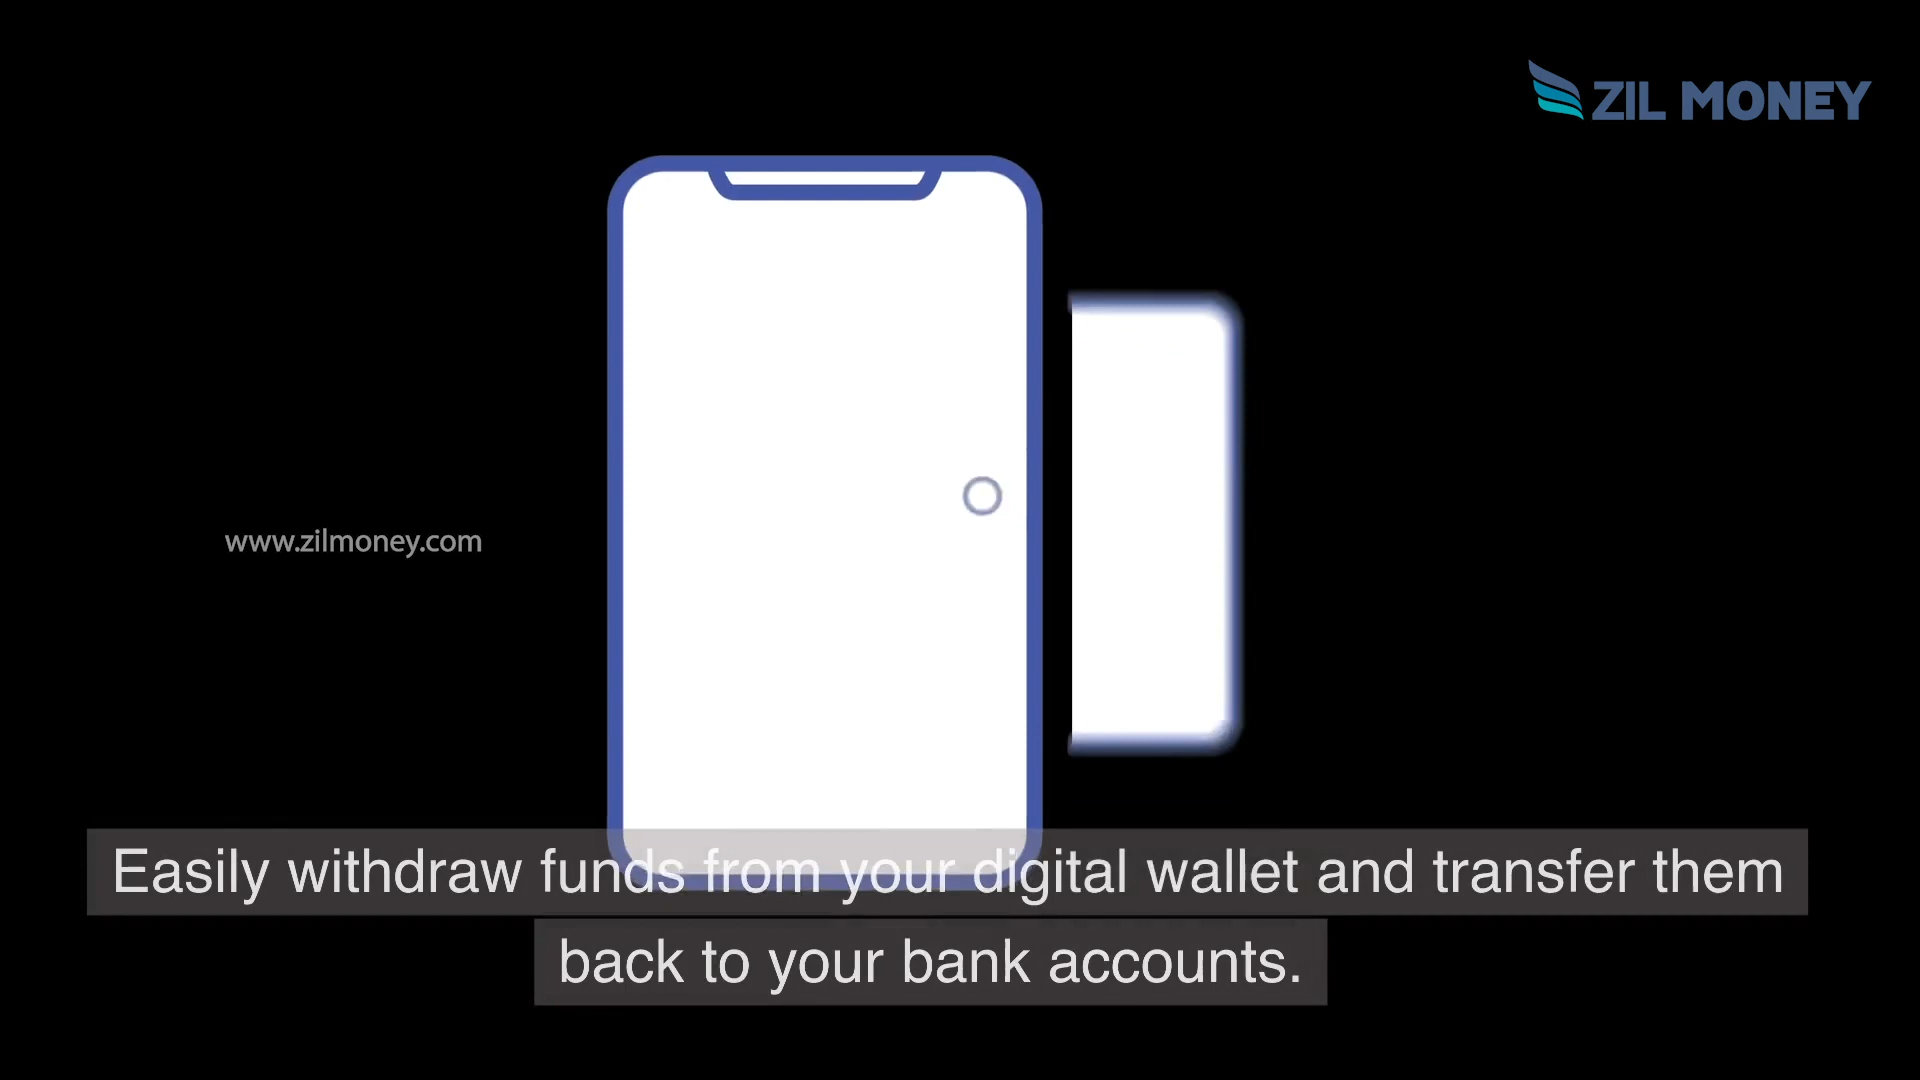 ZIL MONEY
www.zilmoney.com
Easily withdraw funds from your digital wallet and transfer them
back to your bank accounts.